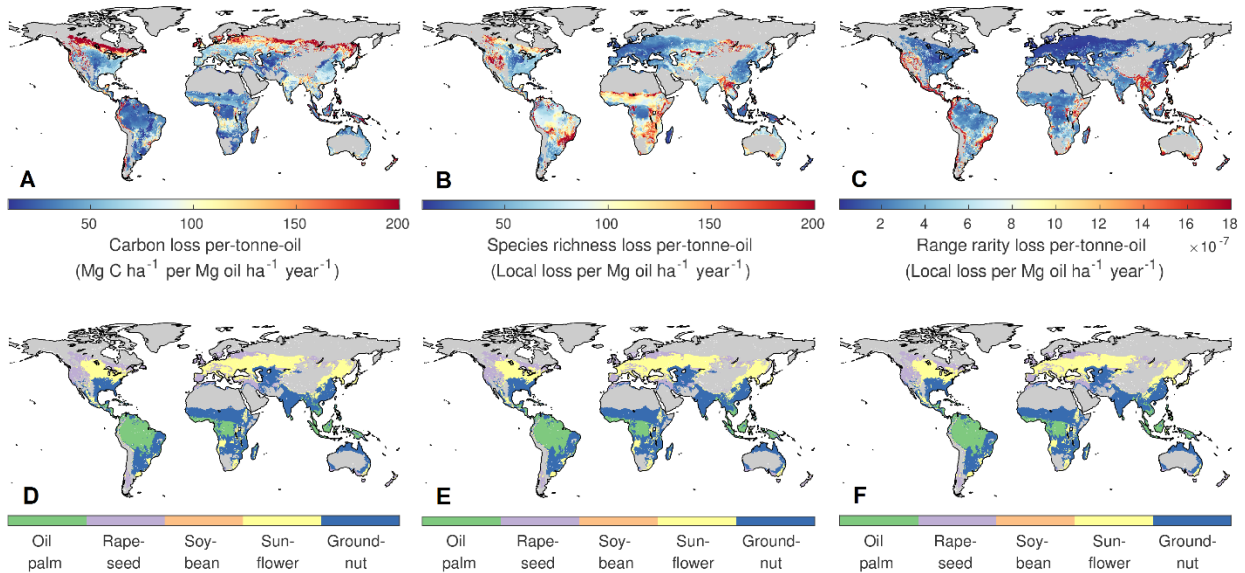 A
B
C
50 100 150 200
50 100 150 200
2 4 6 8 10 12 14 16 18
Carbon loss per-tonne-oil
(Mg C ha⁻¹ per Mg oil ha⁻¹ year⁻¹)
Species richness loss per-tonne-oil
(Local loss per Mg oil ha⁻¹ year⁻¹)
Range rarity loss per-tonne-oil
×10⁻⁷
(Local loss per Mg oil ha⁻¹ year⁻¹)
D
E
F
Oil Rape- Soy- Sun- Ground-
palm seed bean flower nut
Oil Rape- Soy- Sun- Ground-
palm seed bean flower nut
Oil Rape- Soy- Sun- Ground-
palm seed bean flower nut